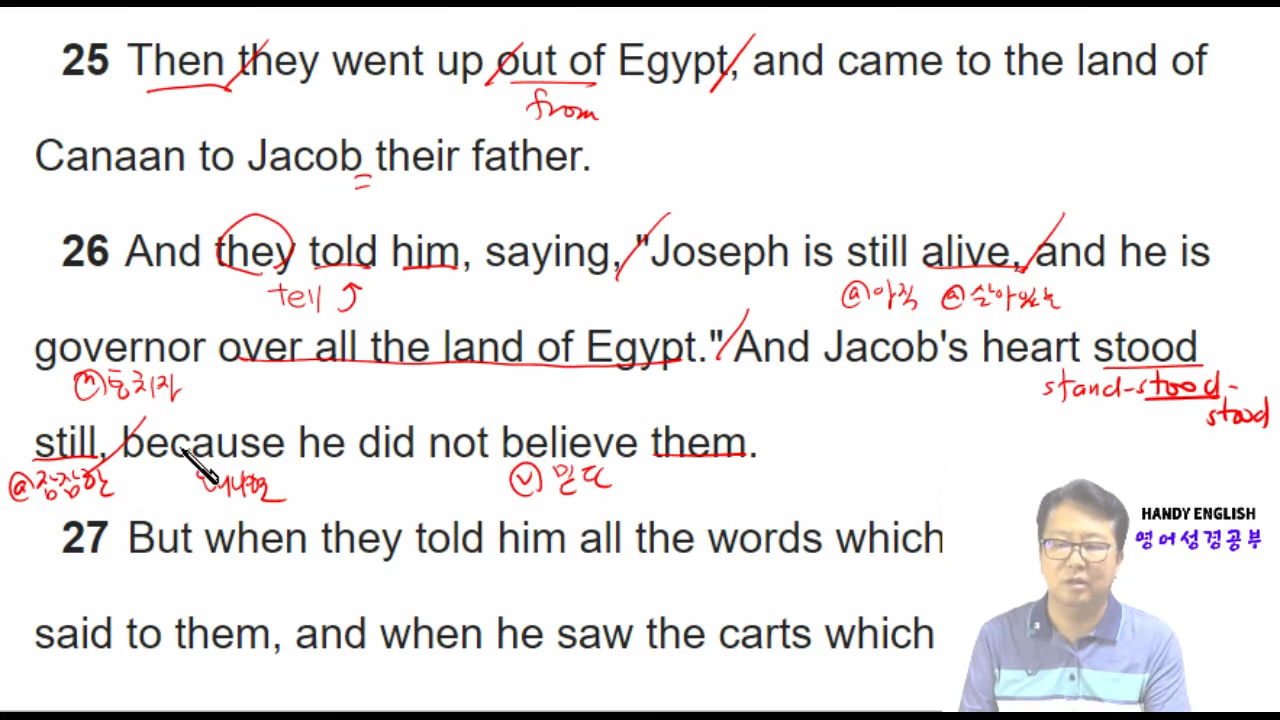 25 Then they went up out of Egypt, and came to the land of
from
Canaan to Jacob their father.
26 And they told him, saying, "Joseph is still alive, and he is
tell ⓐ아직 ⓐ살아있는
governor over all the land of Egypt." And Jacob's heart stood
ⓝ통치자 stand-stood-
stood
still, because he did not believe them.
ⓐ잠잠한 왜냐하면 ⓥ믿다
27 But when they told him all the words which
HANDY ENGLISH
영어성경공부
said to them, and when he saw the carts which